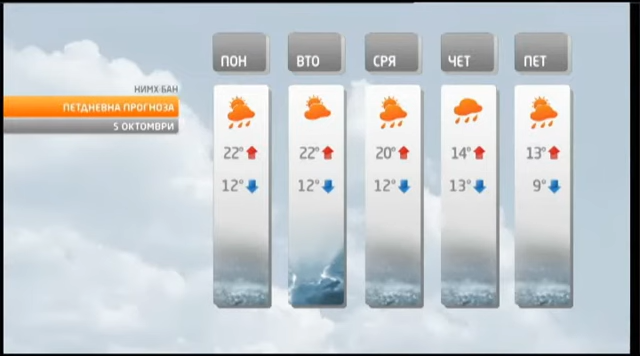 НИМХ-БАН
ПЕТДНЕВНА ПРОГНОЗА
5 ОКТОМВРИ
ПОН ВТО СРЯ ЧЕТ ПЕТ
22° 22° 20° 14° 13°
12° 12° 12° 13° 9°